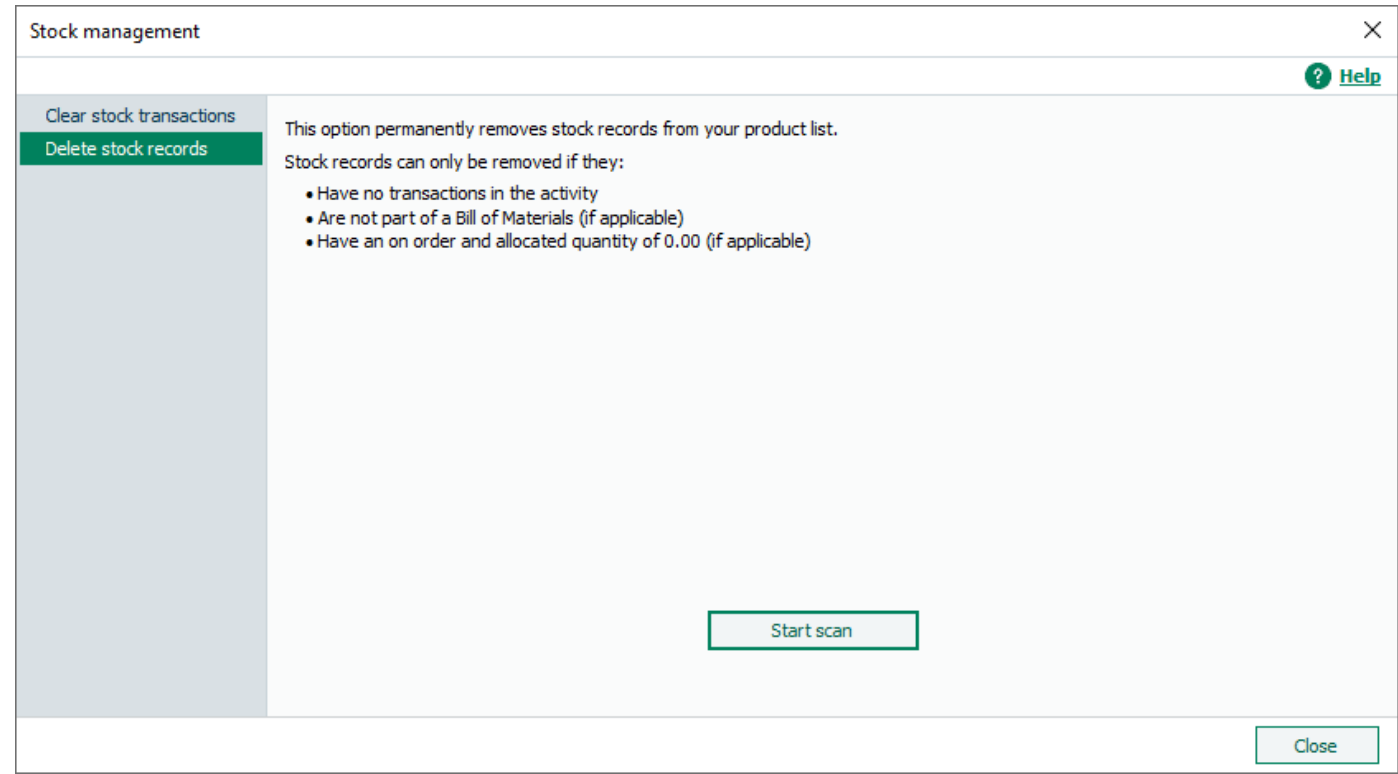 Stock management
? Help
Clear stock transactions
Delete stock records
This option permanently removes stock records from your product list.
Stock records can only be removed if they:
• Have no transactions in the activity
• Are not part of a Bill of Materials (if applicable)
• Have an on order and allocated quantity of 0.00 (if applicable)
Start scan
Close